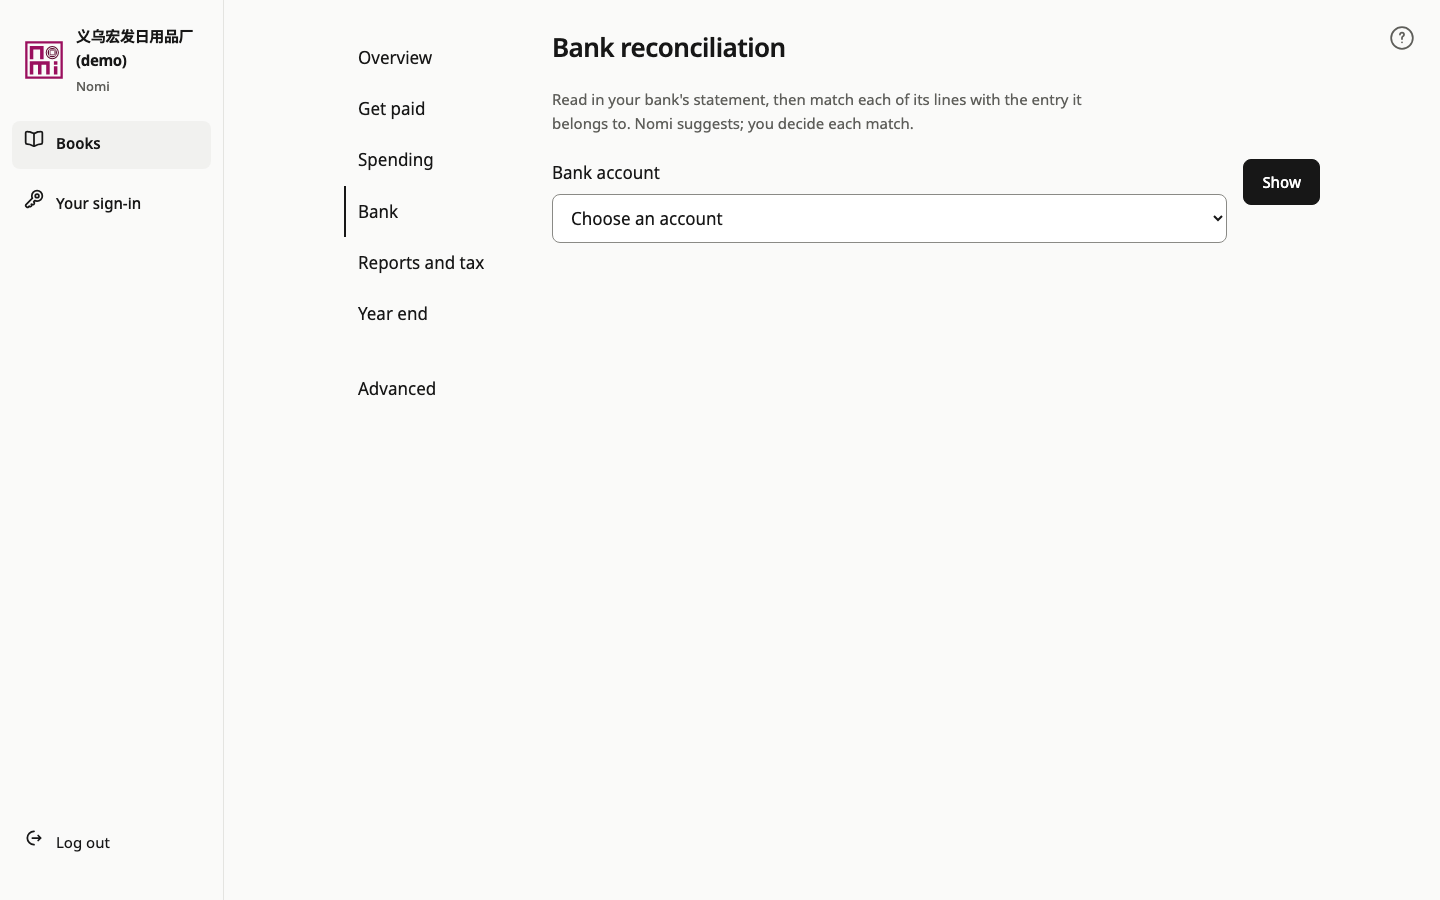 义乌宏发日用品厂
(demo)
Nomi
Books
Your sign-in
Log out
Overview
Get paid
Spending
Bank
Reports and tax
Year end
Advanced
Bank reconciliation
Read in your bank's statement, then match each of its lines with the entry it
belongs to. Nomi suggests; you decide each match.
Bank account
Choose an account
Show
?
nomi